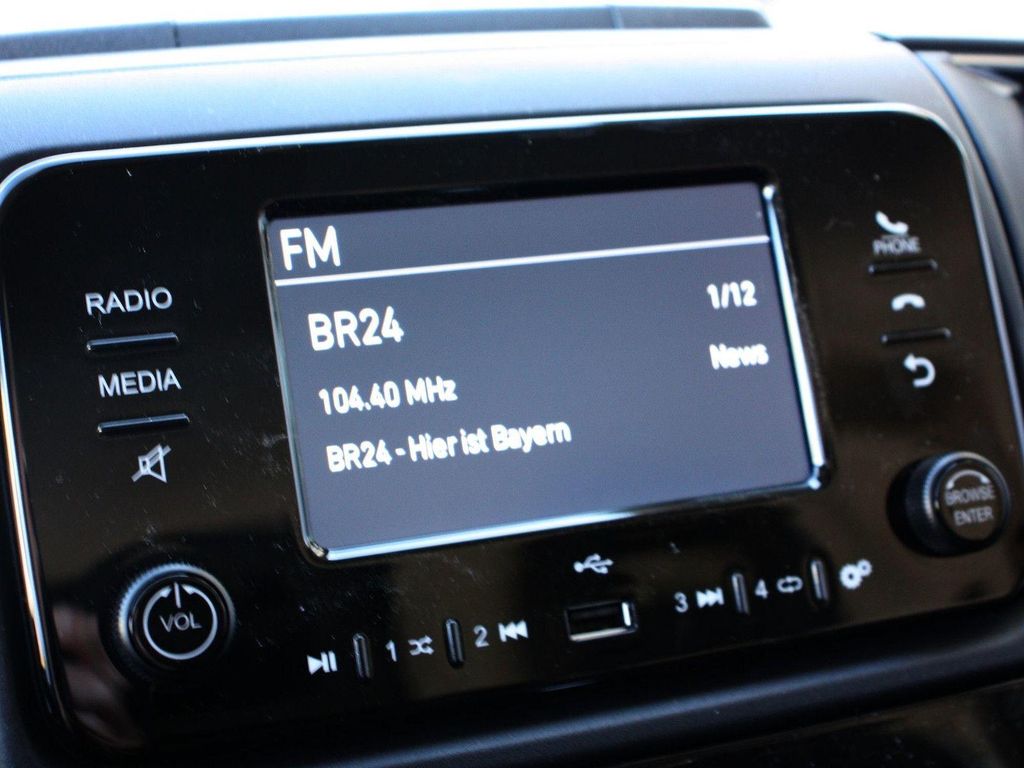 FM
BR24
1/12
104.40 MHz
News
BR24 - Hier ist Bayern
RADIO
MEDIA
VOL
PHONE
BROWSE
ENTER
1
2
3
4